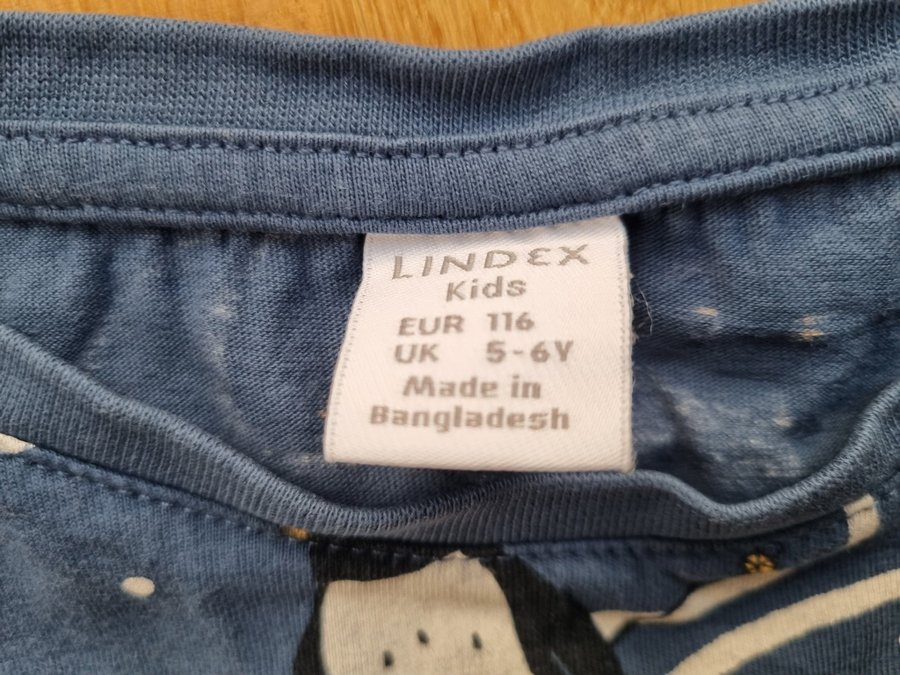 LINDEX
Kids
EUR 116
UK 5-6Y
Made in
Bangladesh